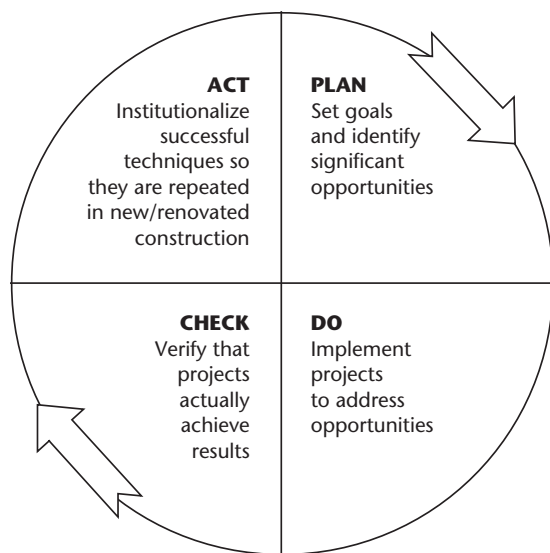 ACT
Institutionalize
successful
techniques so
they are repeated
in new/renovated
construction
PLAN
Set goals
and identify
significant
opportunities
CHECK
Verify that
projects
actually
achieve
results
DO
Implement
projects
to address
opportunities